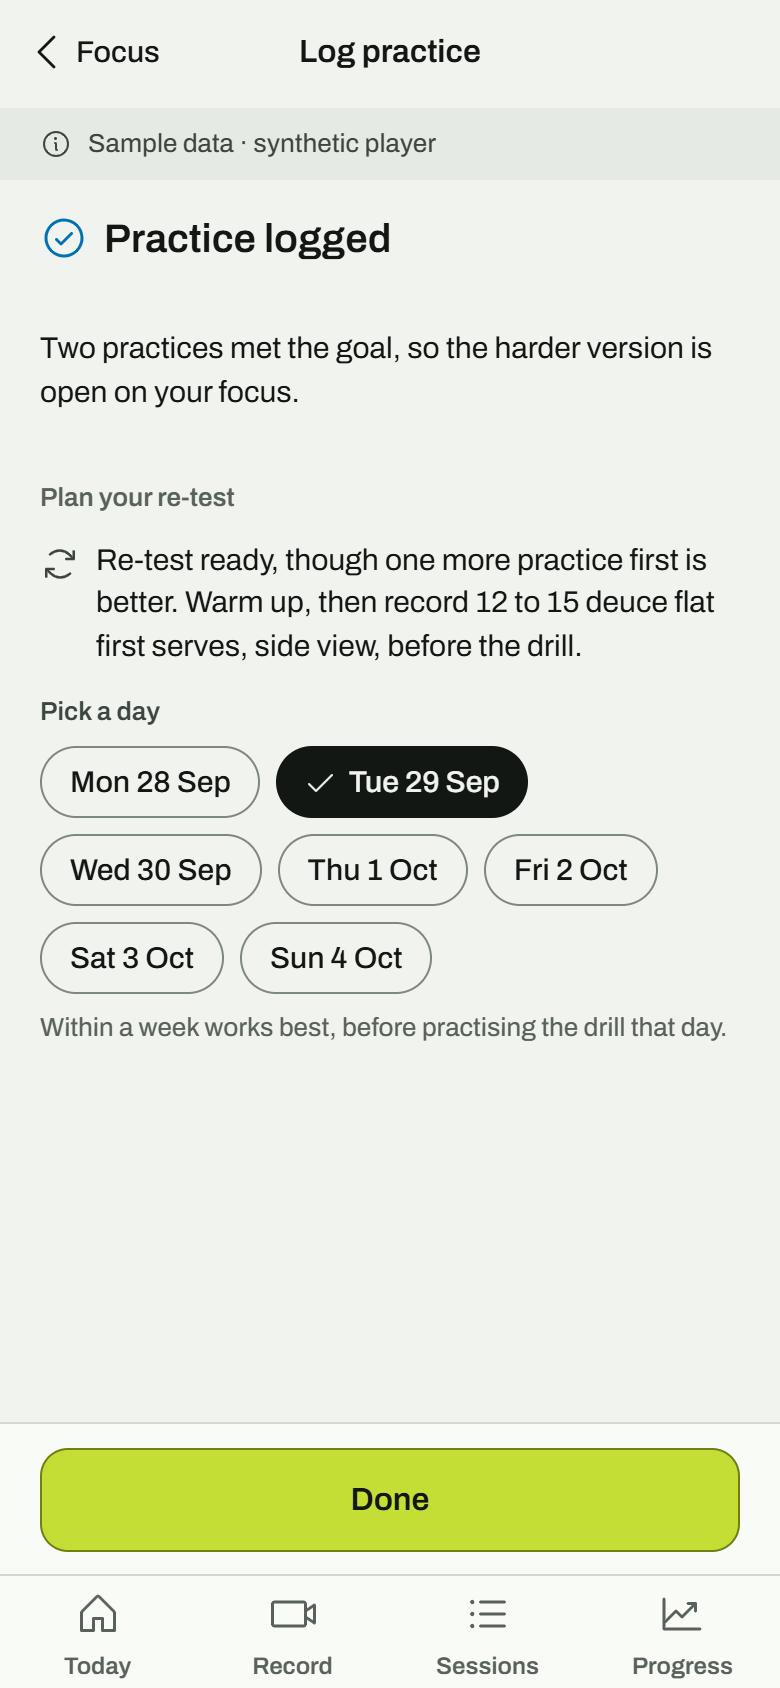 Focus
Log practice
Sample data · synthetic player
Practice logged
Two practices met the goal, so the harder version is
open on your focus.
Plan your re-test
Re-test ready, though one more practice first is
better. Warm up, then record 12 to 15 deuce flat
first serves, side view, before the drill.
Pick a day
Mon 28 Sep
Tue 29 Sep
Wed 30 Sep
Thu 1 Oct
Fri 2 Oct
Sat 3 Oct
Sun 4 Oct
Within a week works best, before practising the drill that day.
Done
Today
Record
Sessions
Progress